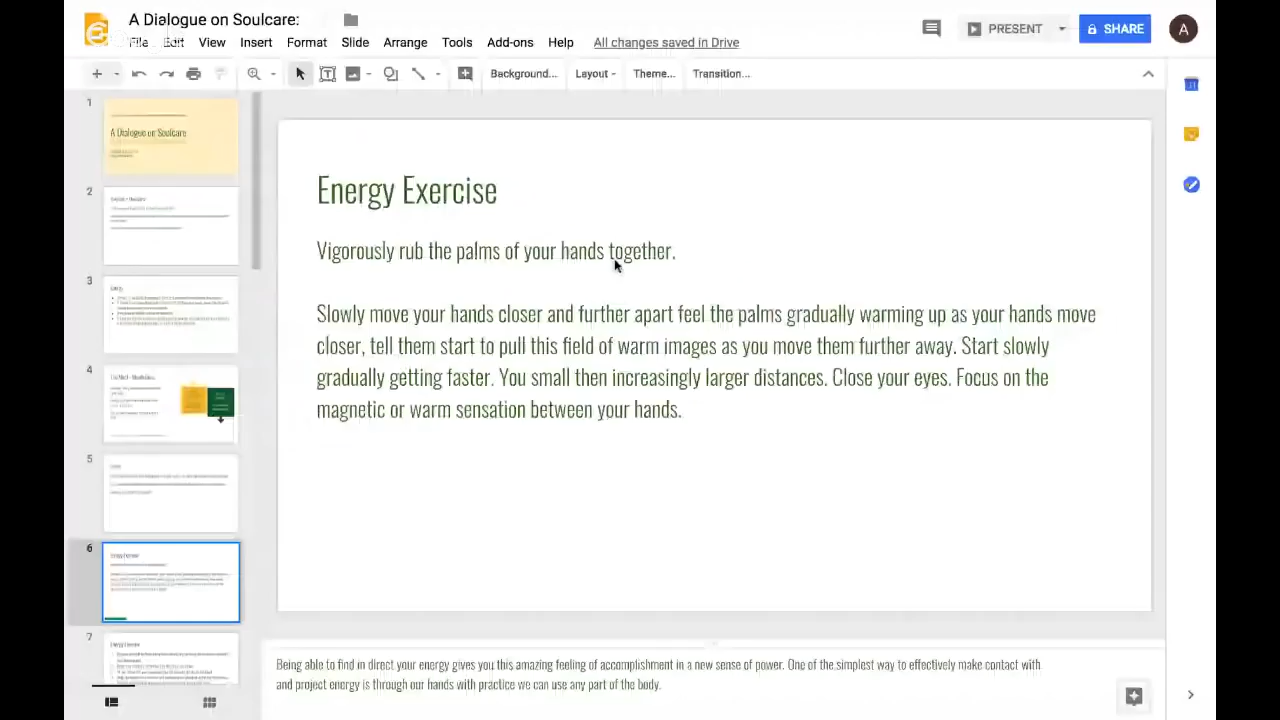 A Dialogue on Soulcare:
File Edit View Insert Format Slide Arrange Tools Add-ons Help All changes saved in Drive
PRESENT
SHARE
A
Background... Layout Theme... Transition...
1
A Dialogue on Soulcare
2
3
4
5
6
Energy Exercise
7
Energy Exercise
Energy Exercise
Vigorously rub the palms of your hands together.
Slowly move your hands closer and further apart feel the palms gradually warming up as your hands move
closer, tell them start to pull this field of warm images as you move them further away. Start slowly
gradually getting faster. You small then increasingly larger distances. Close your eyes. Focus on the
magnetic or warm sensation between your hands.
Being able to find in direct your energy gives you this amazing feeling of accomplishment in a new sense of power. One of the easiest way to effectively make contact with
and project energy is through our hands with practice we can use any part of the body.